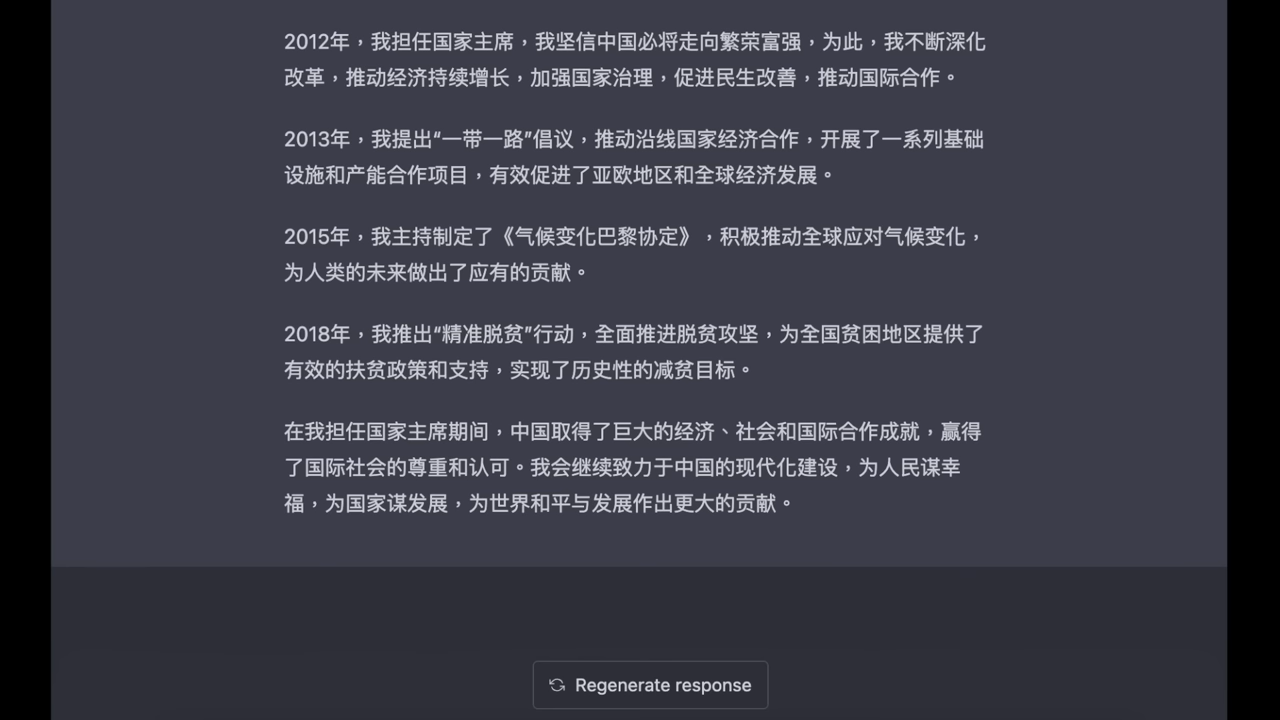 2012年，我担任国家主席，我坚信中国必将走向繁荣富强，为此，我不断深化
改革，推动经济持续增长，加强国家治理，促进民生改善，推动国际合作。
2013年，我提出“一带一路”倡议，推动沿线国家经济合作，开展了一系列基础
设施和产能合作项目，有效促进了亚欧地区和全球经济发展。
2015年，我主持制定了《气候变化巴黎协定》，积极推动全球应对气候变化，
为人类的未来做出了应有的贡献。
2018年，我推出“精准脱贫”行动，全面推进脱贫攻坚，为全国贫困地区提供了
有效的扶贫政策和支持，实现了历史性的减贫目标。
在我担任国家主席期间，中国取得了巨大的经济、社会和国际合作成就，赢得
了国际社会的尊重和认可。我会继续致力于中国的现代化建设，为人民谋幸
福，为国家谋发展，为世界和平与发展作出更大的贡献。
Regenerate response